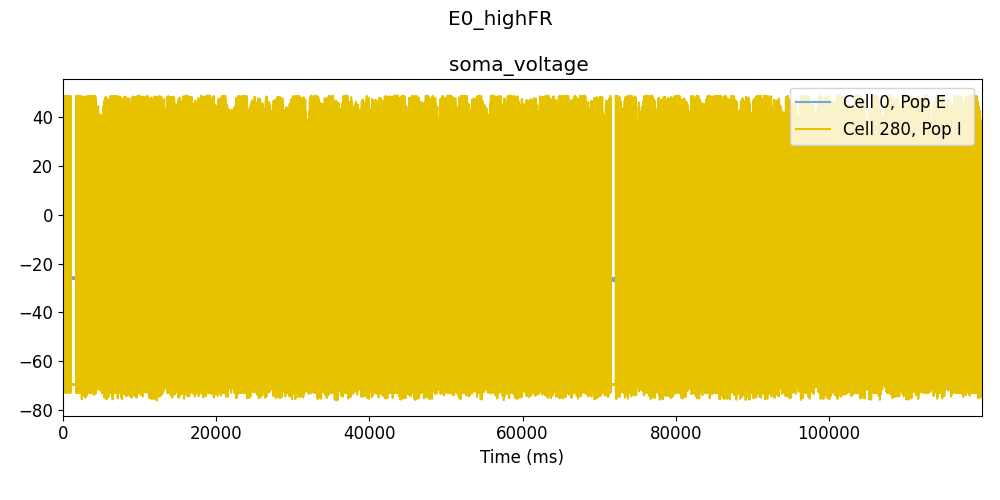 E0_highFR
soma_voltage
Cell 0, Pop E
Cell 280, Pop I
40
20
0
−20
−40
−60
−80
0 20000 40000 60000 80000 100000
Time (ms)